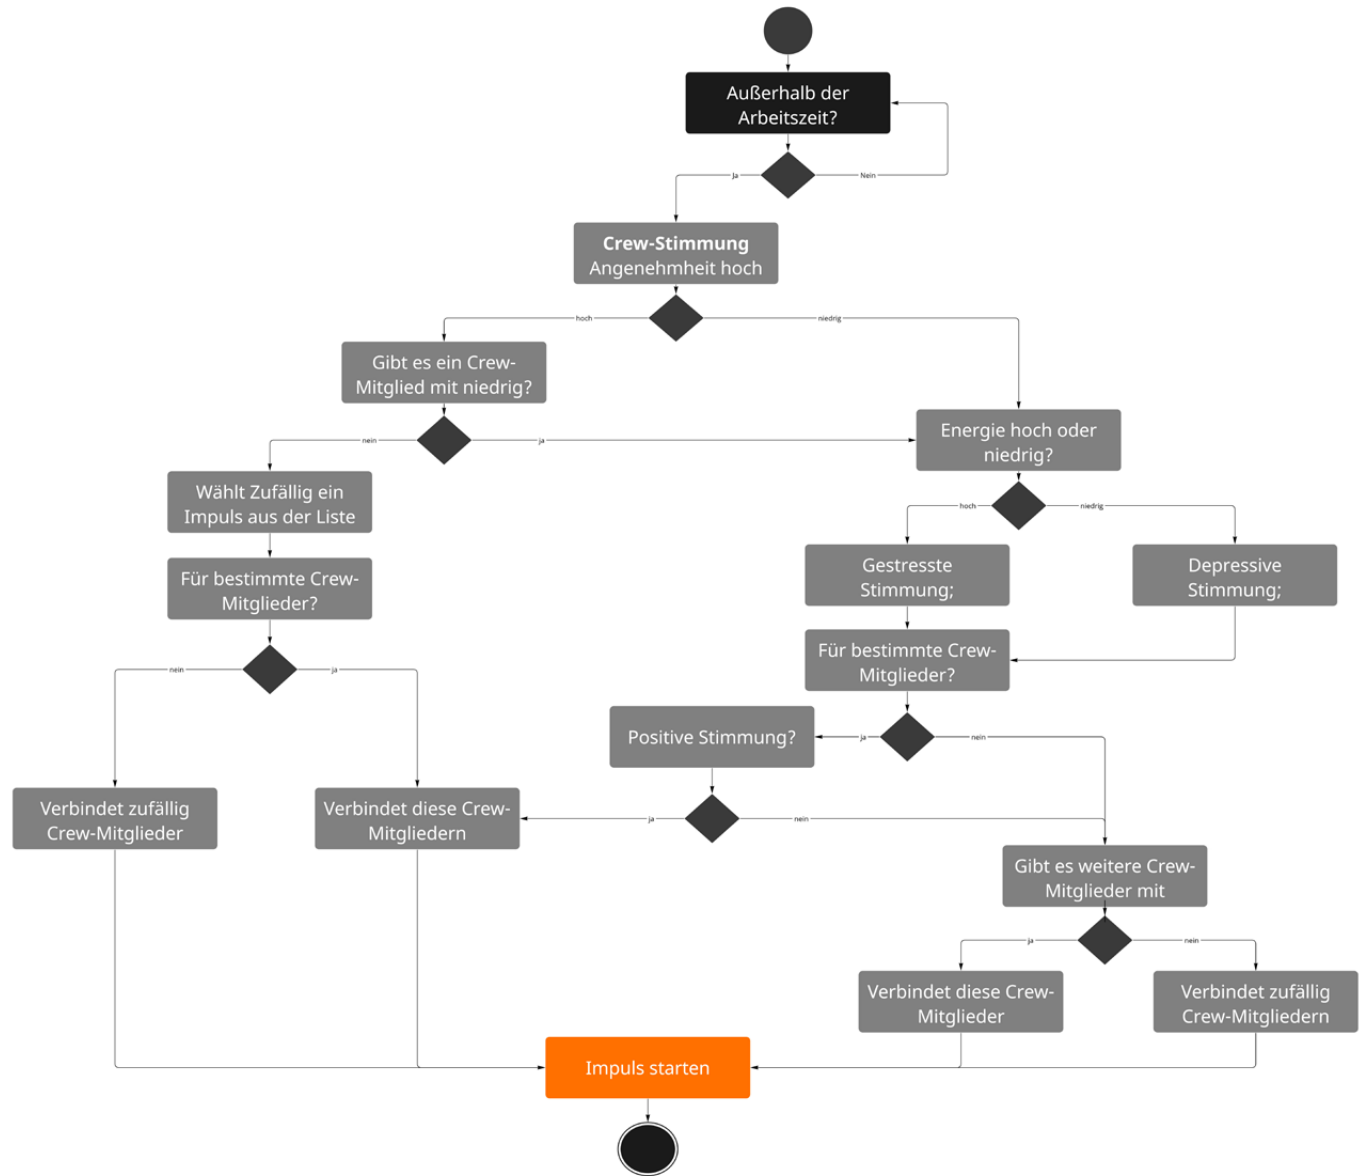 Außerhalb der
Arbeitszeit?
Ja
Nein
Crew-Stimmung
Angenehmheit hoch
hoch
niedrig
Gibt es ein Crew-
Mitglied mit niedrig?
nein
ja
Energie hoch oder
niedrig?
Wählt Zufällig ein
Impuls aus der Liste
hoch
niedrig
Gestresste
Stimmung;
Depressive
Stimmung;
Für bestimmte Crew-
Mitglieder?
Für bestimmte Crew-
Mitglieder?
nein
ja
Positive Stimmung?
ja
nein
Verbindet zufällig
Crew-Mitglieder
Verbindet diese Crew-
Mitgliedern
ja
nein
Gibt es weitere Crew-
Mitglieder mit
ja
nein
Verbindet diese Crew-
Mitglieder
Verbindet zufällig
Crew-Mitgliedern
Impuls starten